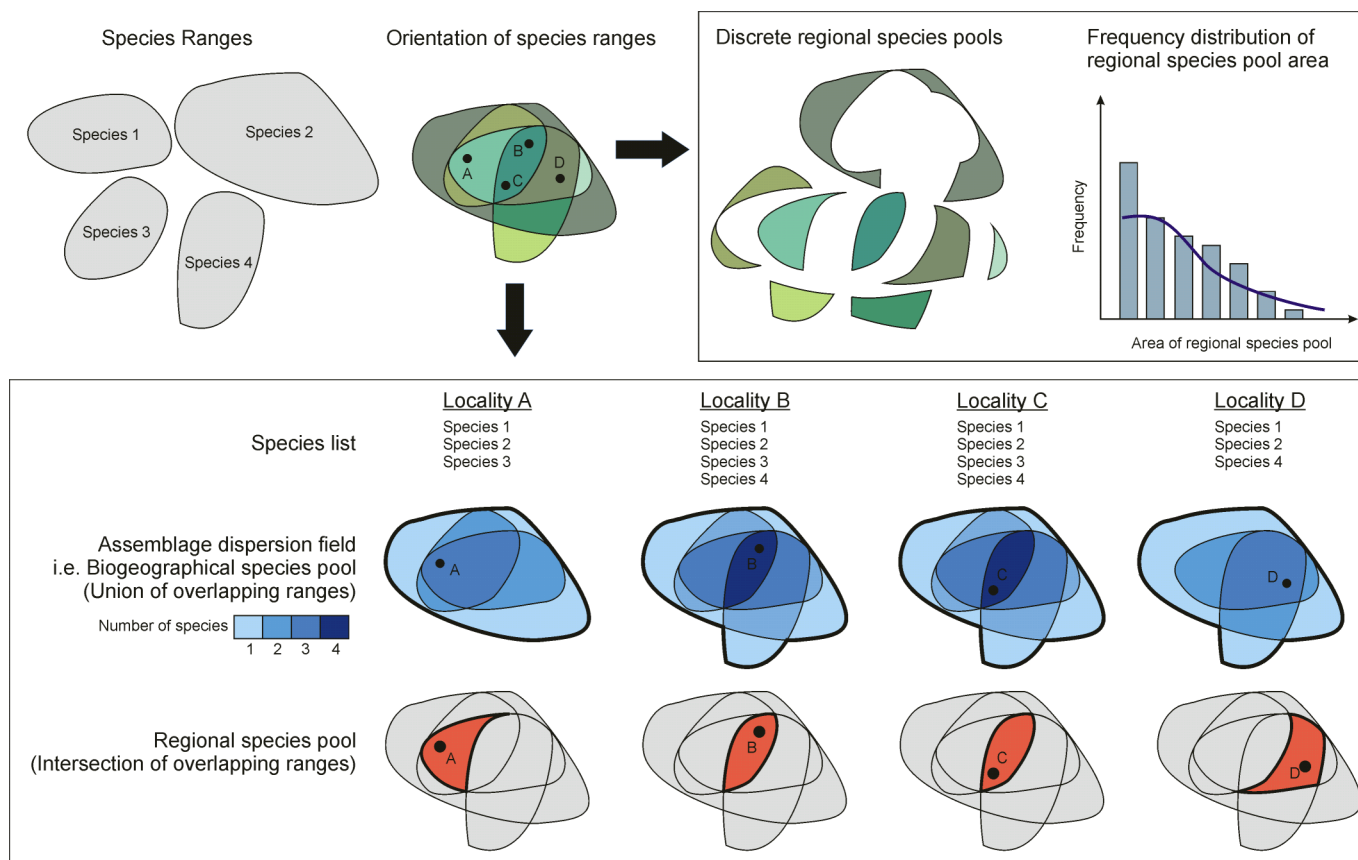 Species Ranges
Species 1
Species 2
Species 3
Species 4
Orientation of species ranges
A
B
C
D
Discrete regional species pools
Frequency distribution of
regional species pool area
Frequency
Area of regional species pool
Locality A
Locality B
Locality C
Locality D
Species list
Species 1
Species 2
Species 3
Species 1
Species 2
Species 3
Species 4
Species 1
Species 2
Species 3
Species 4
Species 1
Species 2
Species 4
Assemblage dispersion field
i.e. Biogeographical species pool
(Union of overlapping ranges)
Number of species
1 2 3 4
A
B
C
D
Regional species pool
(Intersection of overlapping ranges)
A
B
C
D